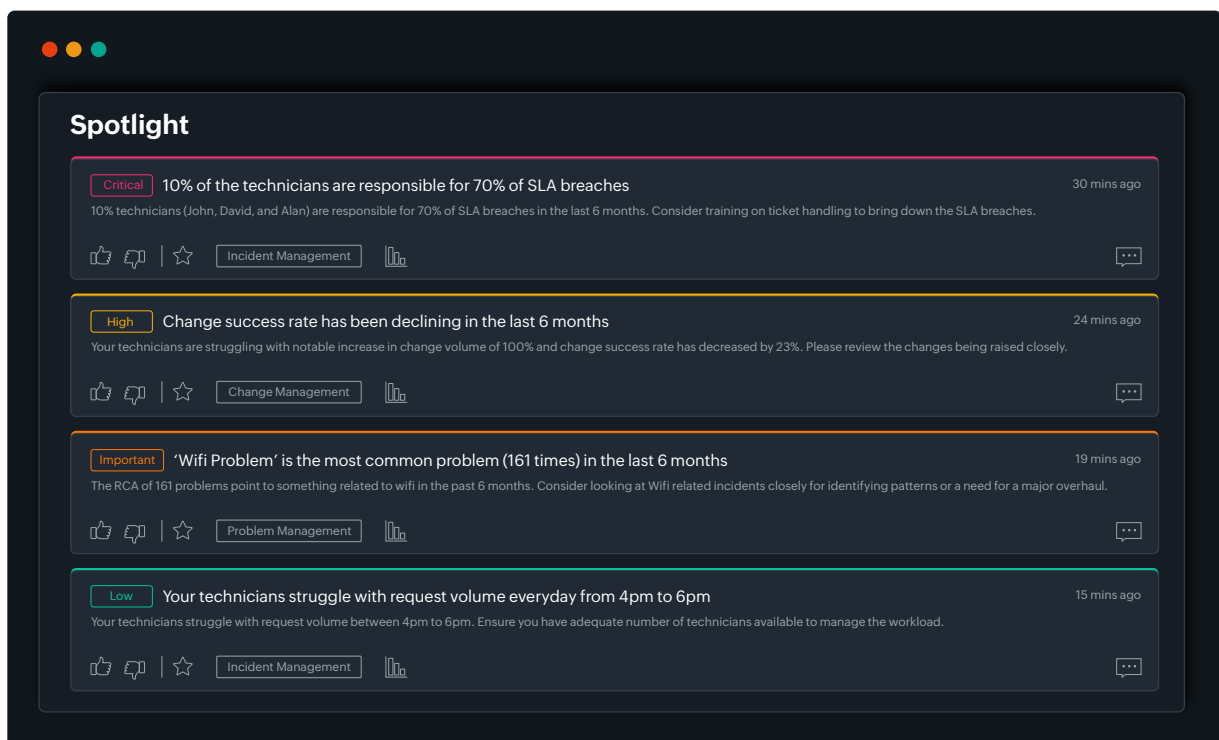 Spotlight
Critical 10% of the technicians are responsible for 70% of SLA breaches 30 mins ago
10% technicians (John, David, and Alan) are responsible for 70% of SLA breaches in the last 6 months. Consider training on ticket handling to bring down the SLA breaches.
Incident Management
High Change success rate has been declining in the last 6 months 24 mins ago
Your technicians are struggling with notable increase in change volume of 100% and change success rate has decreased by 23%. Please review the changes being raised closely.
Change Management
Important ‘Wifi Problem’ is the most common problem (161 times) in the last 6 months 19 mins ago
The RCA of 161 problems point to something related to wifi in the past 6 months. Consider looking at Wifi related incidents closely for identifying patterns or a need for a major overhaul.
Problem Management
Low Your technicians struggle with request volume everyday from 4pm to 6pm 15 mins ago
Your technicians struggle with request volume between 4pm to 6pm. Ensure you have adequate number of technicians available to manage the workload.
Incident Management